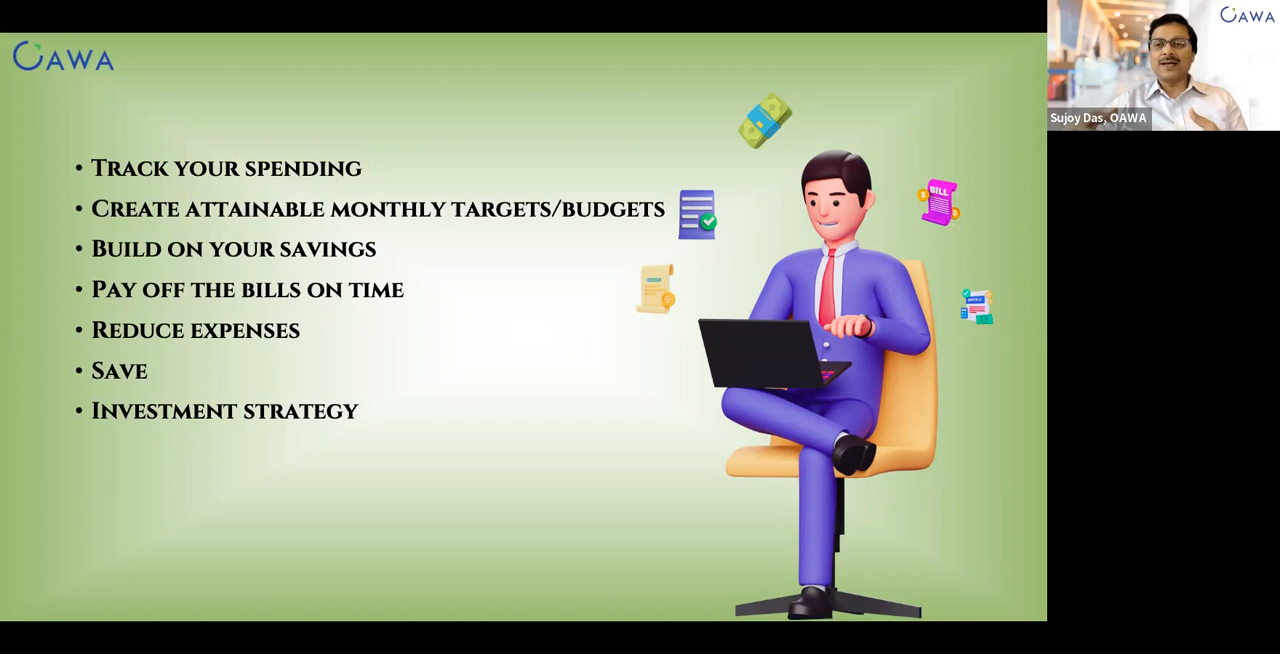 OAWA
• Track your spending
• Create attainable monthly targets/budgets
• Build on your savings
• Pay off the bills on time
• Reduce expenses
• Save
• Investment strategy
BILL
INVOICE
OAWA
Sujoy Das, OAWA